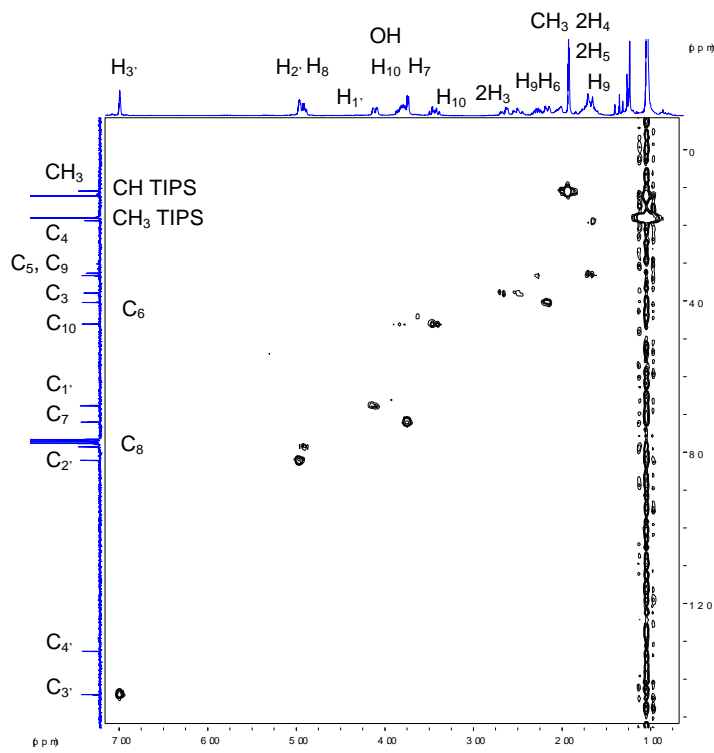 CH3 2H4
OH
2H5
(ppm)
H3' H2' H8 H10 H7 H9 H6
H1' H10 2H3 H9
CH3
CH TIPS
CH3 TIPS
C4
C5, C9
C3
C6
C10
C1'
C7
C8
C2'
C4'
C3'
0
40
80
120
(ppm)
7.00 6.00 5.00 4.00 3.00 2.00 1.00